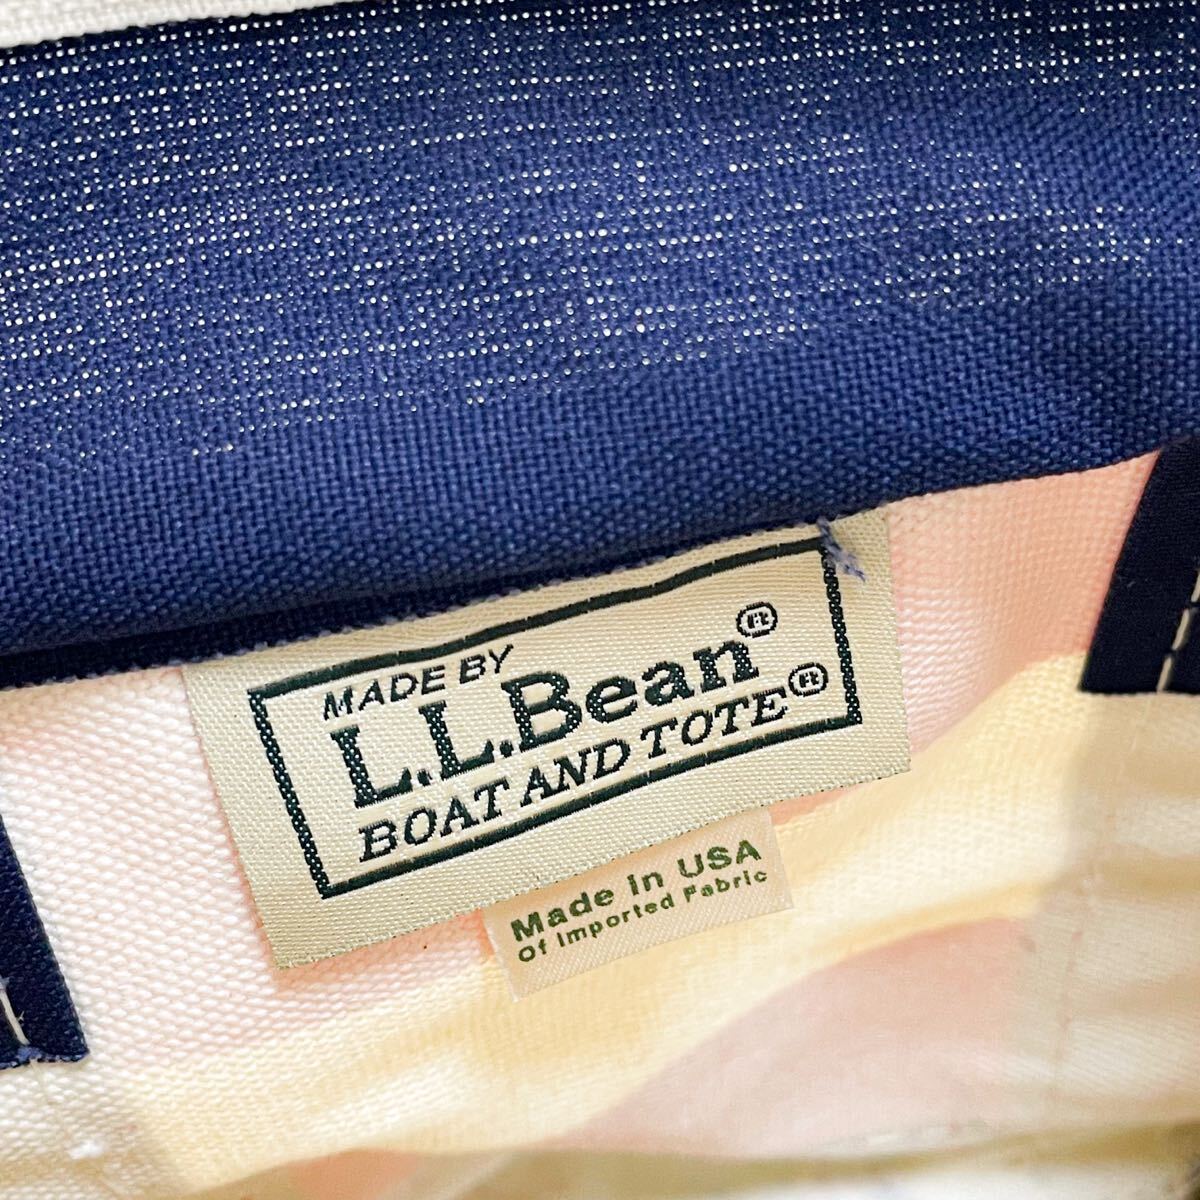 MADE BY
L.L.Bean®
BOAT AND TOTE®
Made in USA
Of Imported Fabric